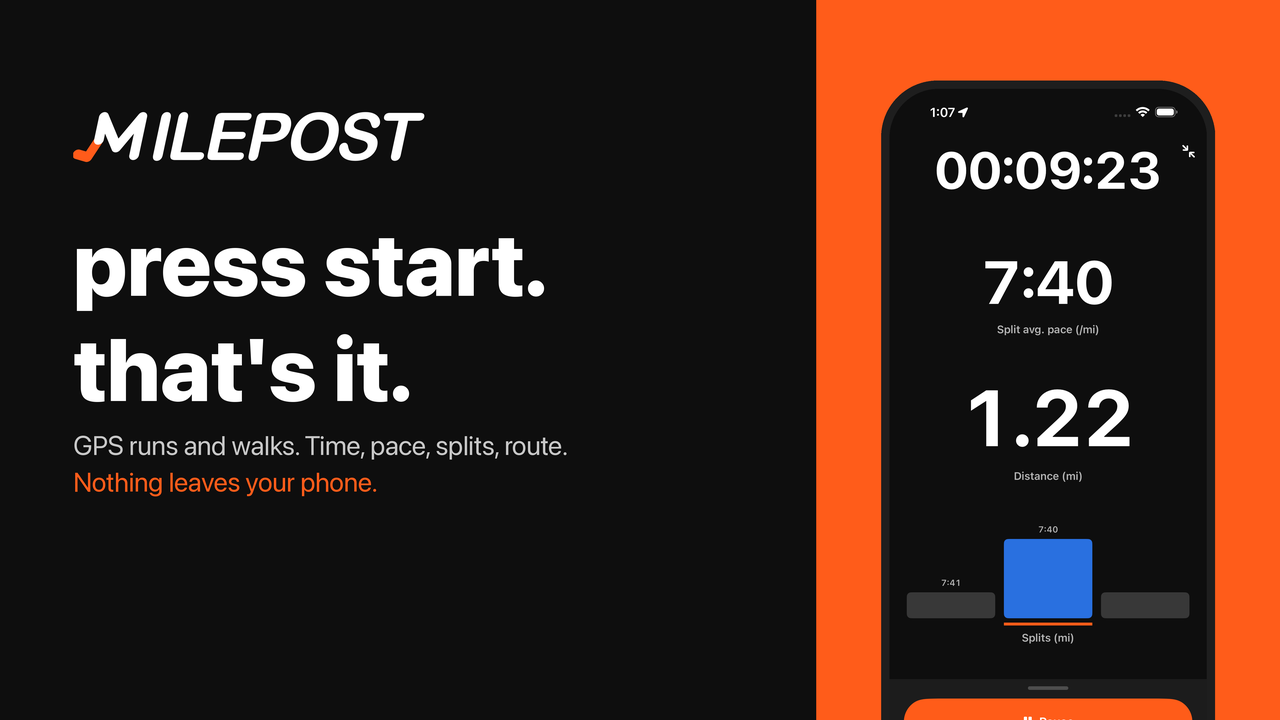 MILEPOST
press start.
that's it.
GPS runs and walks. Time, pace, splits, route.
Nothing leaves your phone.
1:07
00:09:23
7:40
Split avg. pace (/mi)
1.22
Distance (mi)
7:40
7:41
Splits (mi)